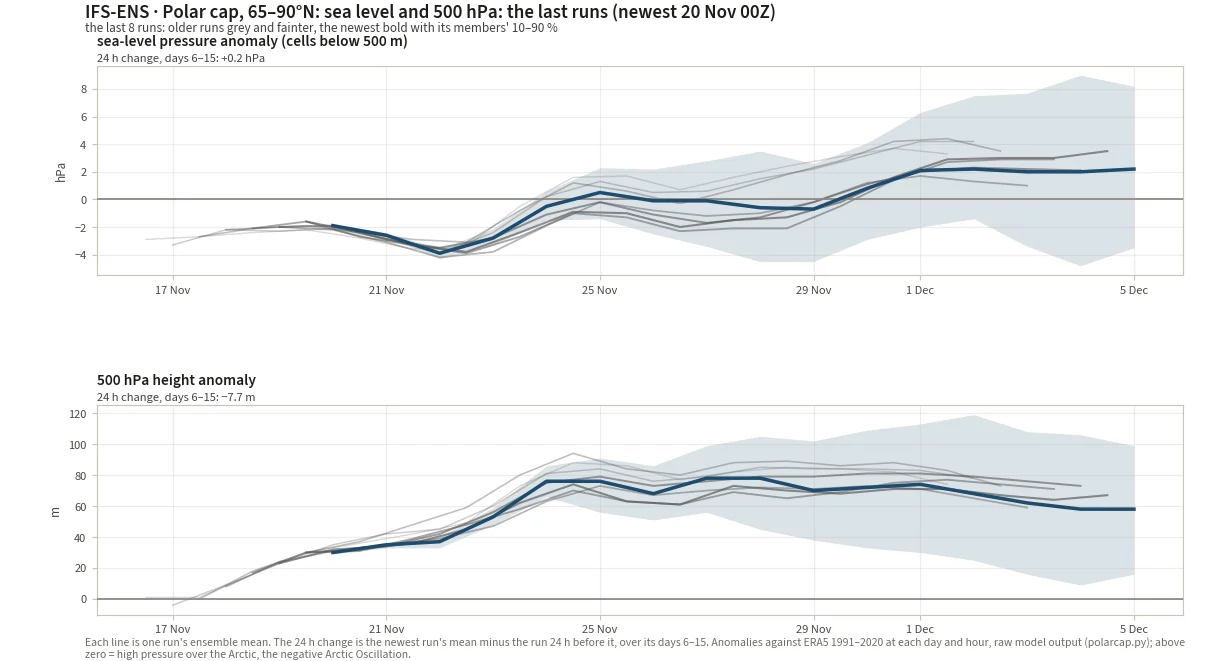 IFS-ENS · Polar cap, 65–90°N: sea level and 500 hPa: the last runs (newest 20 Nov 00Z)
the last 8 runs: older runs grey and fainter, the newest bold with its members' 10–90 %
sea-level pressure anomaly (cells below 500 m)
24 h change, days 6–15: +0.2 hPa
8
6
4
2
0
−2
−4
hPa
17 Nov
21 Nov
25 Nov
29 Nov
1 Dec
5 Dec
500 hPa height anomaly
24 h change, days 6–15: −7.7 m
120
100
80
60
40
20
0
m
17 Nov
21 Nov
25 Nov
29 Nov
1 Dec
5 Dec
Each line is one run's ensemble mean. The 24 h change is the newest run's mean minus the run 24 h before it, over its days 6–15. Anomalies against ERA5 1991–2020 at each day and hour, raw model output (polarcap.py); above
zero = high pressure over the Arctic, the negative Arctic Oscillation.